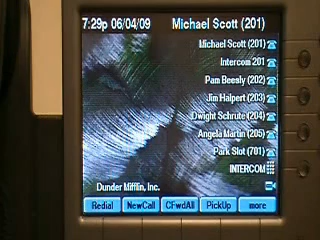 7:29p 06/04/09 Michael Scott (201)
Michael Scott (201)
Intercom 201
Pam Beesly (202)
Jim Halpert (203)
Dwight Schrute (204)
Angela Martin (205)
Park Slot (701)
INTERCOM
Dunder Mifflin, Inc.
Redial NewCall CFwdAll PickUp more